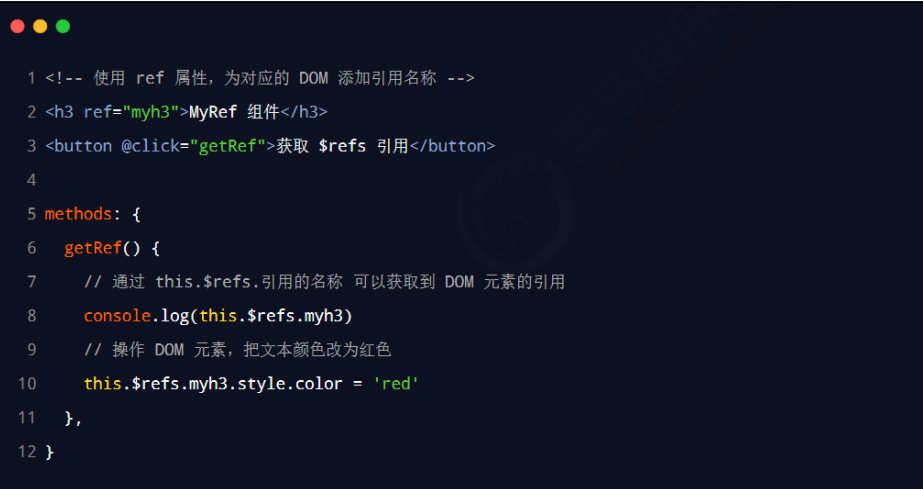 1 <!-- 使用 ref 属性，为对应的 DOM 添加引用名称 -->
2 <h3 ref="myh3">MyRef 组件</h3>
3 <button @click="getRef">获取 $refs 引用</button>
4
5 methods: {
6 getRef() {
7 // 通过 this.$refs.引用的名称 可以获取到 DOM 元素的引用
8 console.log(this.$refs.myh3)
9 // 操作 DOM 元素，把文本颜色改为红色
10 this.$refs.myh3.style.color = 'red'
11 },
12 }